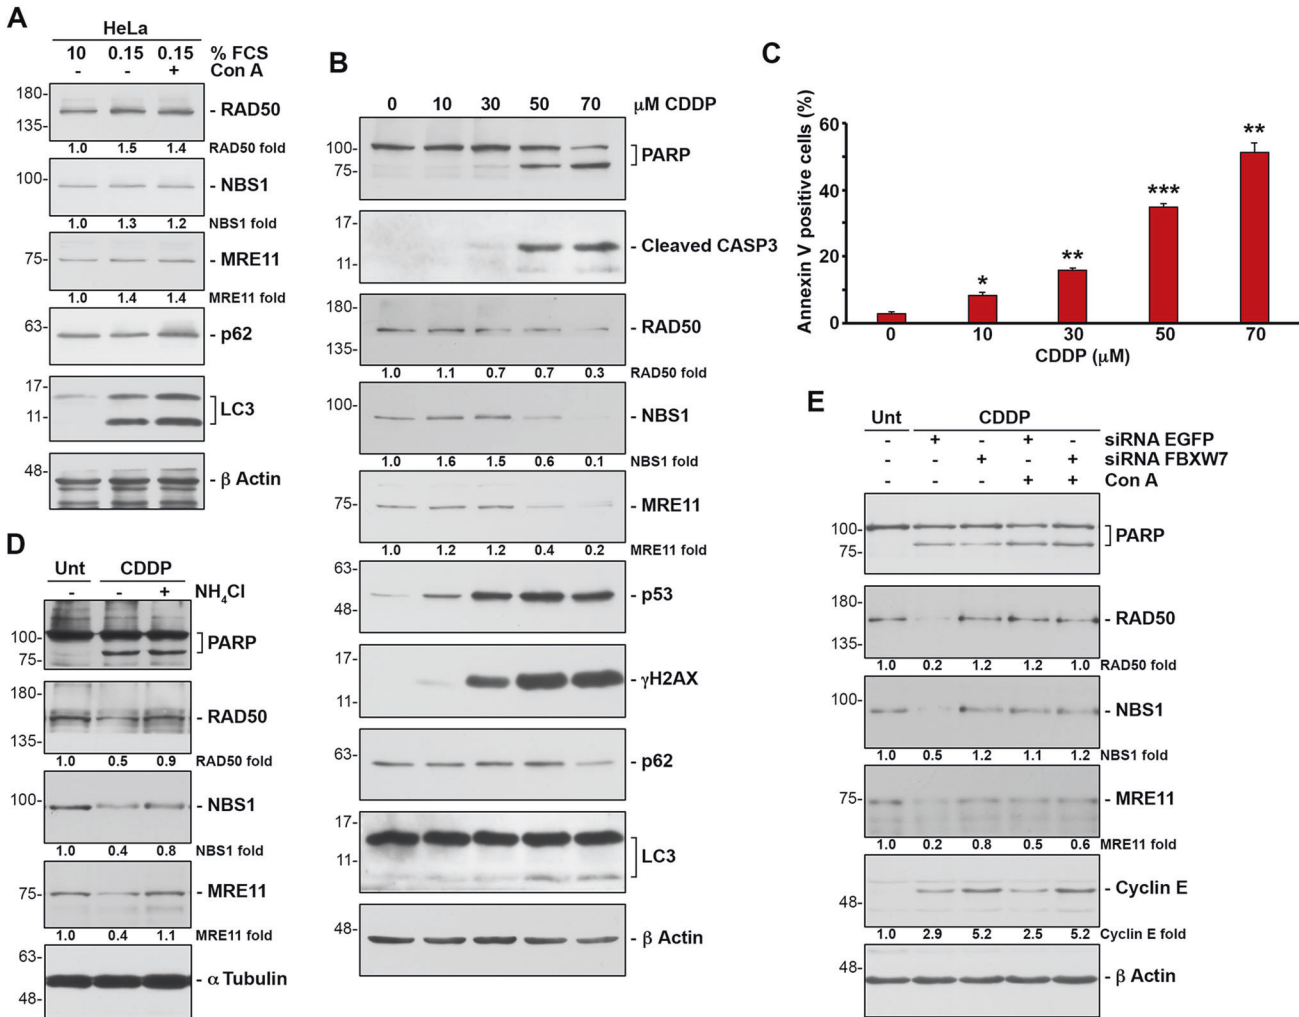 A
HeLa
10 0.15 0.15 % FCS
- - + Con A
180-
135-
- RAD50
1.0 1.5 1.4 RAD50 fold
100-
- NBS1
1.0 1.3 1.2 NBS1 fold
75-
- MRE11
1.0 1.4 1.4 MRE11 fold
63-
- p62
17-
11-
LC3
48-
- β Actin
B
0 10 30 50 70 μM CDDP
100-
75-
PARP
17-
11-
- Cleaved CASP3
180-
135-
- RAD50
1.0 1.1 0.7 0.7 0.3 RAD50 fold
100-
- NBS1
1.0 1.6 1.5 0.6 0.1 NBS1 fold
75-
- MRE11
1.0 1.2 1.2 0.4 0.2 MRE11 fold
63-
48-
- p53
17-
11-
- γH2AX
63-
- p62
17-
11-
LC3
48-
- β Actin
C
Annexin V positive cells (%)
60
40
20
0
* ** *** **
0 10 30 50 70
CDDP (μM)
D
Unt CDDP
- - + NH4Cl
100-
75-
PARP
180-
135-
- RAD50
1.0 0.5 0.9 RAD50 fold
100-
- NBS1
1.0 0.4 0.8 NBS1 fold
75-
- MRE11
1.0 0.4 1.1 MRE11 fold
63-
48-
- α Tubulin
E
Unt CDDP
- + - + - siRNA EGFP
- - + - + siRNA FBXW7
- - - + + Con A
100-
75-
PARP
180-
135-
- RAD50
1.0 0.2 1.2 1.2 1.0 RAD50 fold
100-
- NBS1
1.0 0.5 1.2 1.1 1.2 NBS1 fold
75-
- MRE11
1.0 0.2 0.8 0.5 0.6 MRE11 fold
48-
- Cyclin E
1.0 2.9 5.2 2.5 5.2 Cyclin E fold
48-
- β Actin